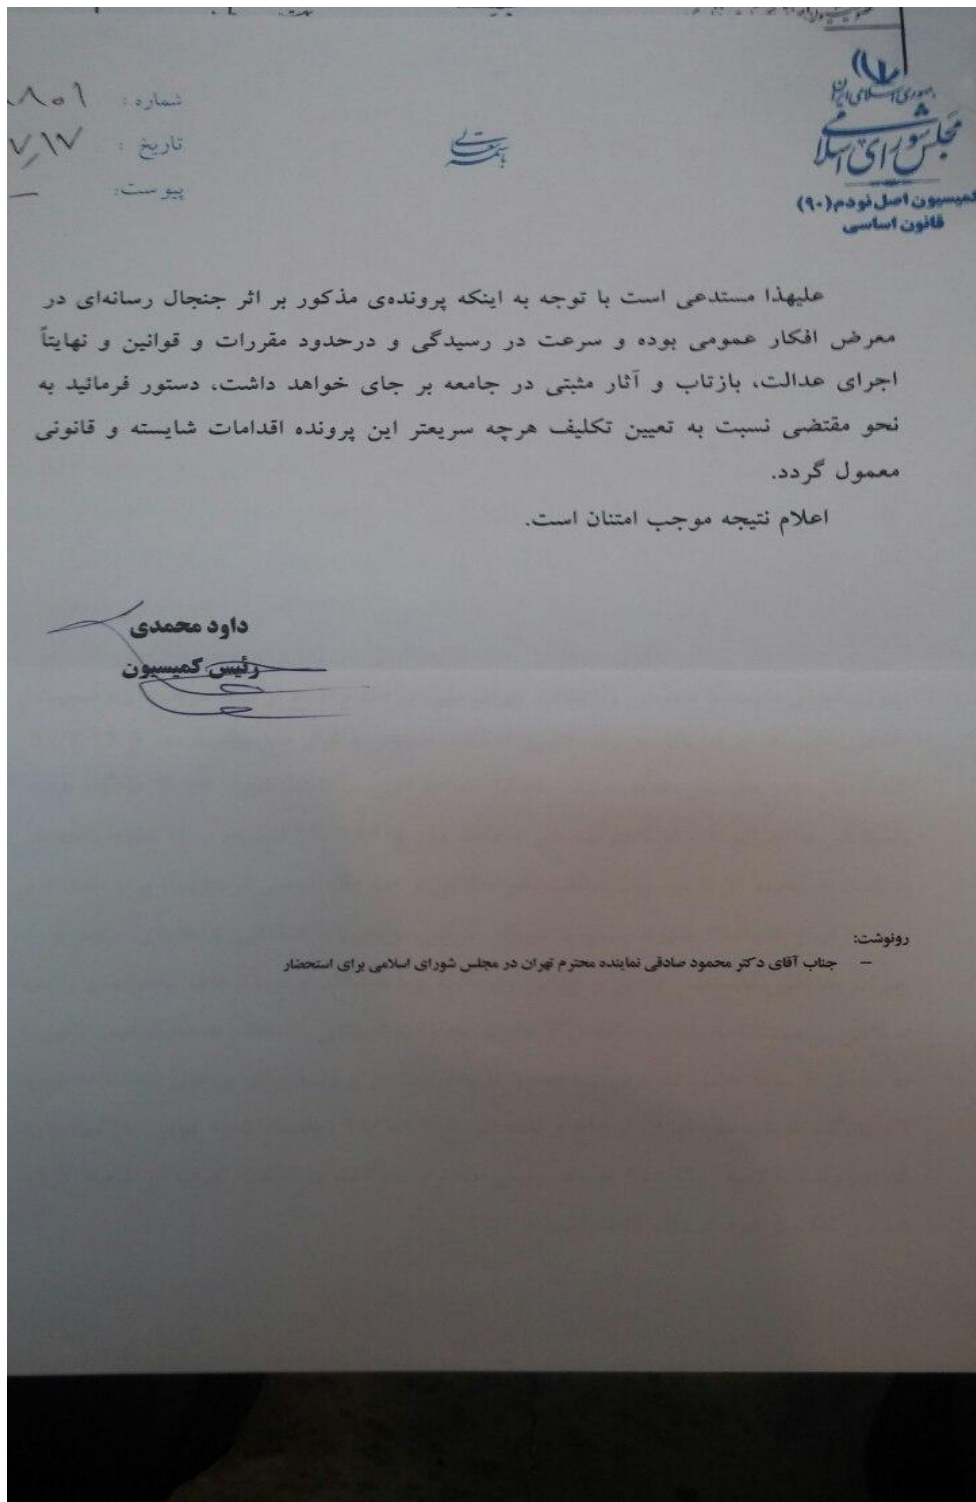 جمهوری اسلامی ایران
مجلس شورای اسلامی
کمیسیون اصل نودم (۹۰)
قانون اساسی
باسمه تعالی
شماره :
تاریخ :
پیوست:
علیهذا مستدعی است با توجه به اینکه پرونده‌ی مذکور بر اثر جنجال رسانه‌ای در
معرض افکار عمومی بوده و سرعت در رسیدگی و درحدود مقررات و قوانین و نهایتاً
اجرای عدالت، بازتاب و آثار مثبتی در جامعه بر جای خواهد داشت، دستور فرمائید به
نحو مقتضی نسبت به تعیین تکلیف هرچه سریعتر این پرونده اقدامات شایسته و قانونی
معمول گردد.
اعلام نتیجه موجب امتنان است.
داود محمدی
رئیس کمیسیون
رونوشت:
– جناب آقای دکتر محمود صادقی نماینده محترم تهران در مجلس شورای اسلامی برای استحضار